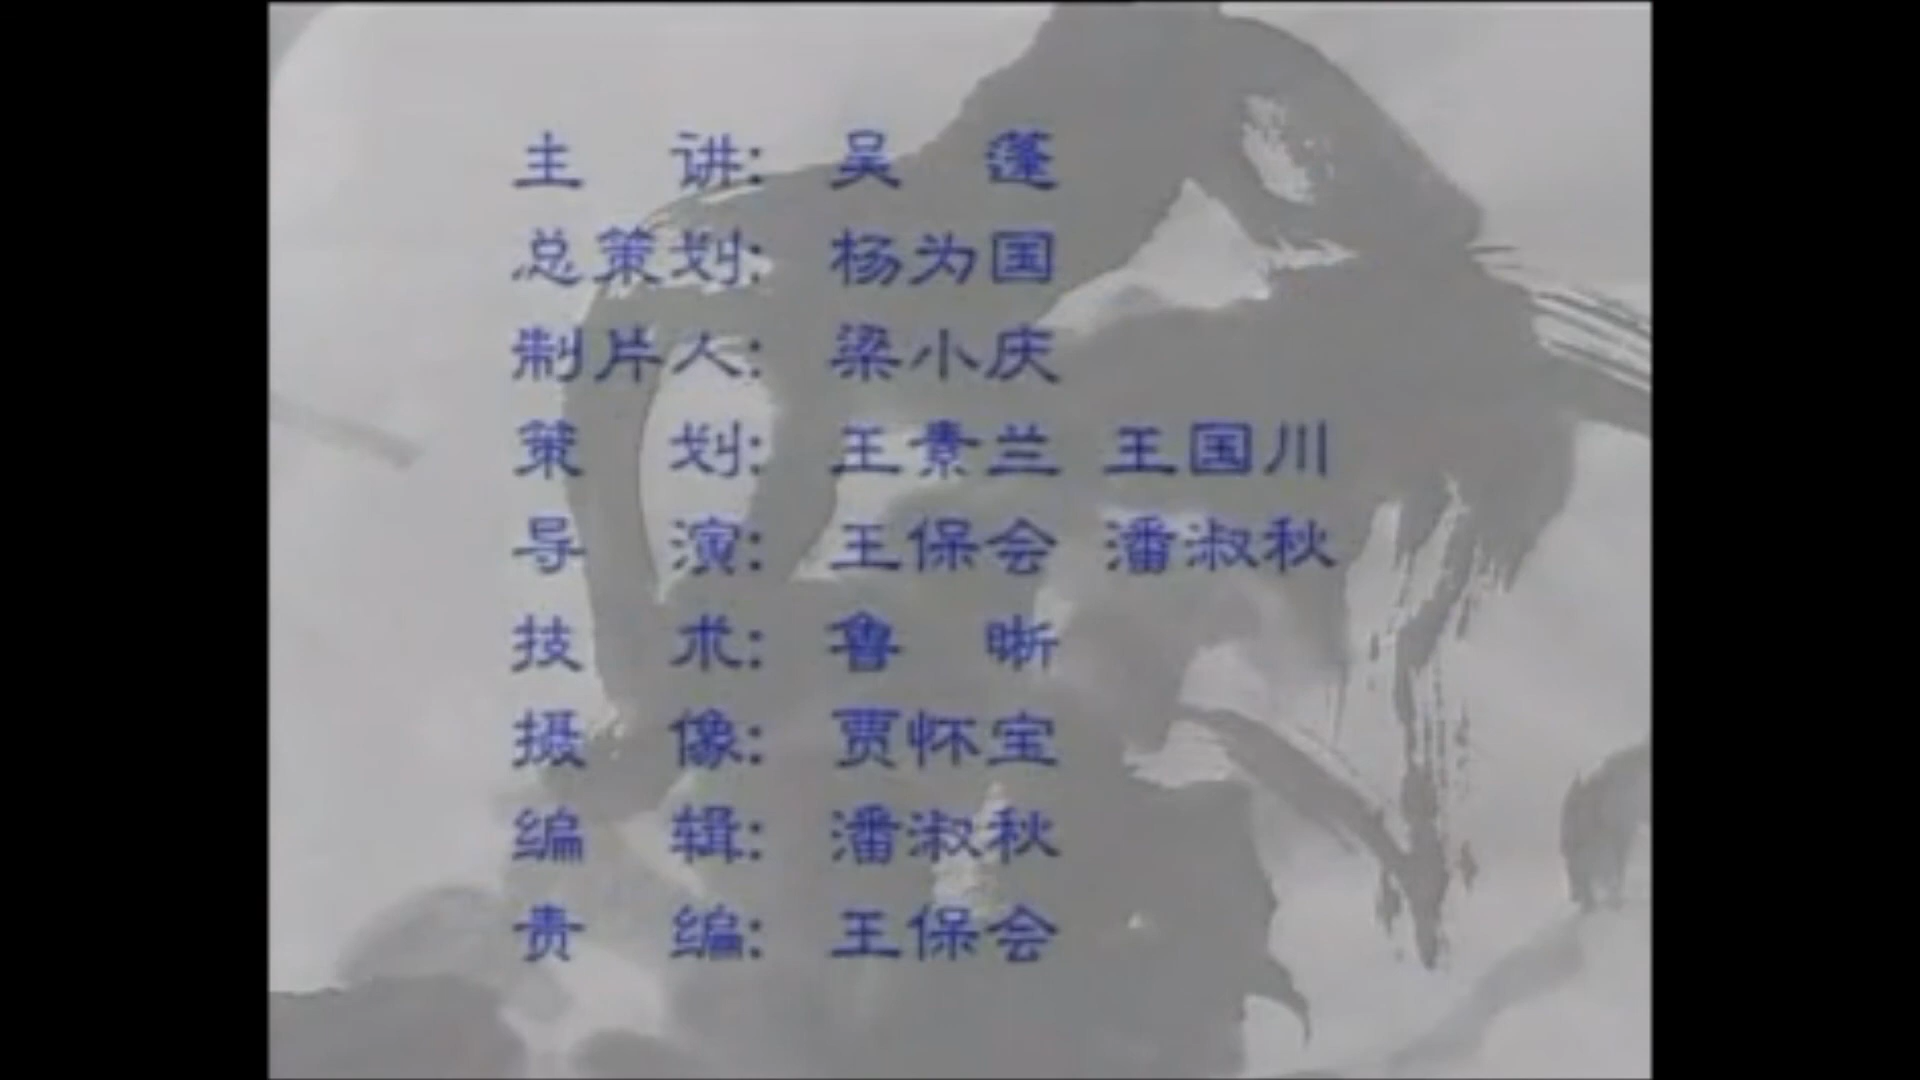 主 讲: 吴 蓬
总策划: 杨为国
制片人: 梁小庆
策 划: 王素兰 王国川
导 演: 王保会 潘淑秋
技 术: 鲁 晰
摄 像: 贾怀宝
编 辑: 潘淑秋
责 编: 王保会